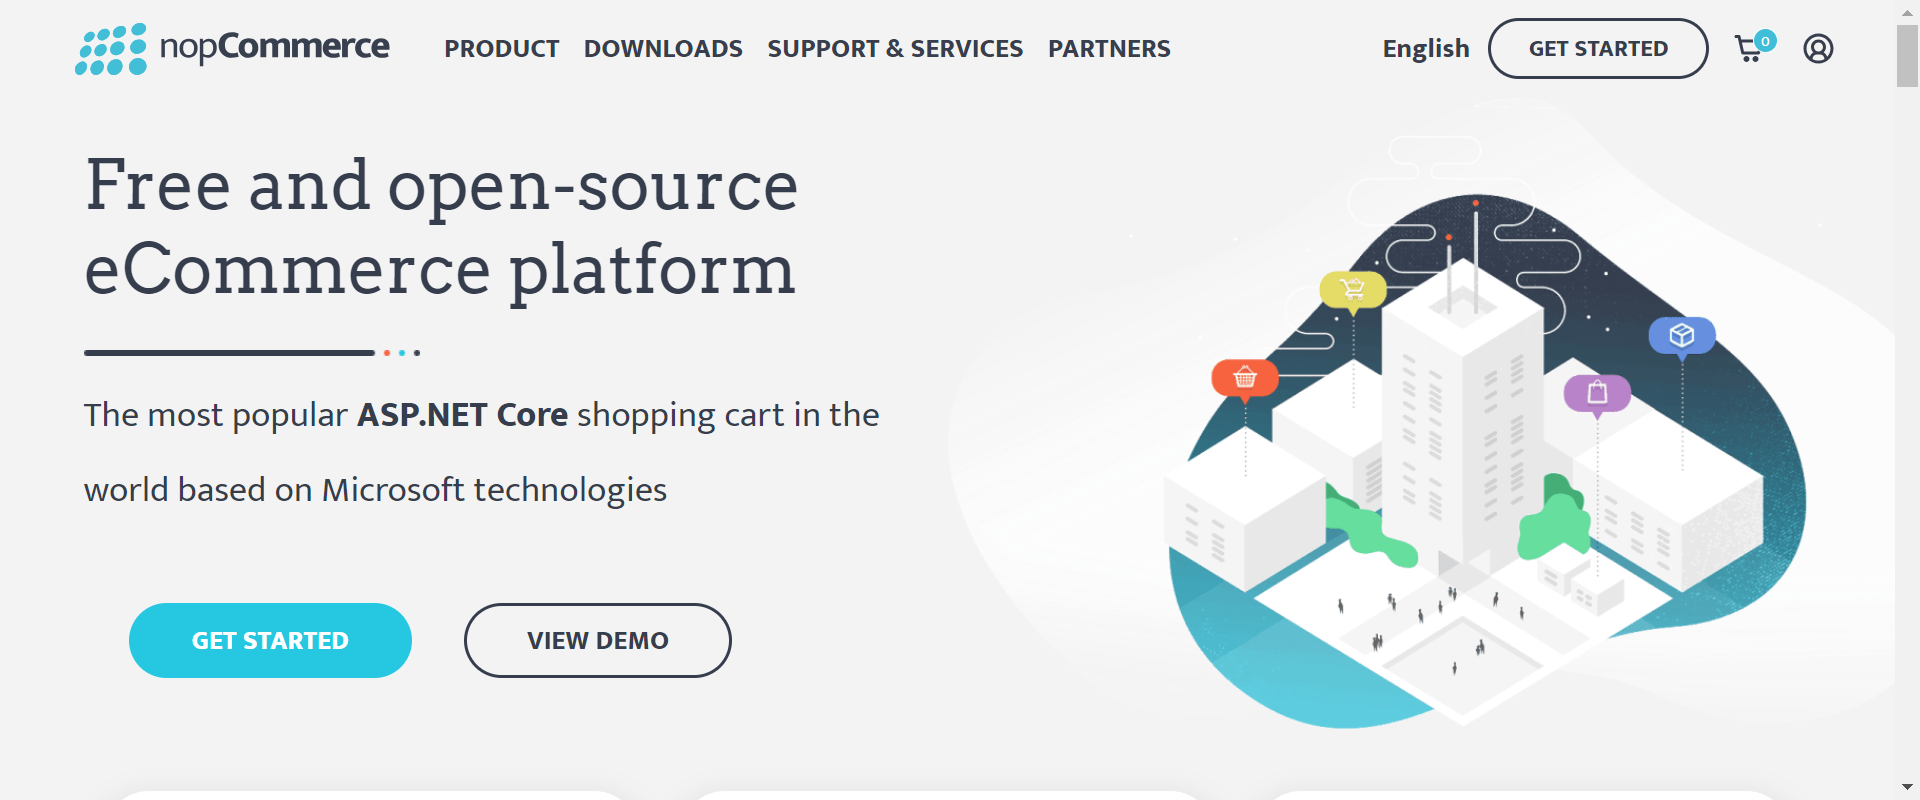 nopCommerce PRODUCT DOWNLOADS SUPPORT & SERVICES PARTNERS English GET STARTED 0
Free and open-source
eCommerce platform
The most popular ASP.NET Core shopping cart in the
world based on Microsoft technologies
GET STARTED VIEW DEMO